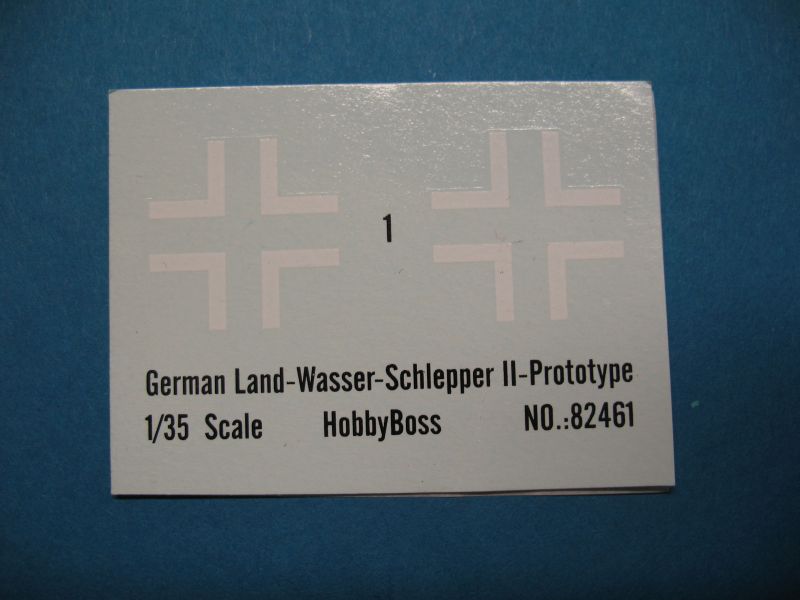 1
German Land-Wasser-Schlepper II-Prototype
1/35 Scale HobbyBoss NO.:82461